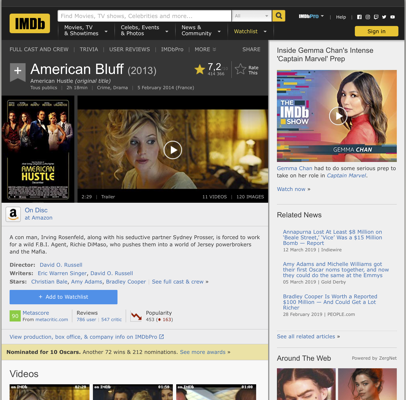 IMDb
Find Movies, TV shows, Celebrities and more...
All
IMDbPro
Help
Movies, TV & Showtimes
Celebs, Events & Photos
News & Community
Watchlist
Sign in
FULL CAST AND CREW | TRIVIA | USER REVIEWS | IMDbPro | MORE
SHARE
American Bluff (2013)
American Hustle (original title)
Tous publics | 2h 18min | Crime, Drama | 5 February 2014 (France)
7,2
414 364
Rate This
AMERICAN HUSTLE
2:29 | Trailer
11 VIDEOS | 120 IMAGES
On Disc
at Amazon
A con man, Irving Rosenfeld, along with his seductive partner Sydney Prosser, is forced to work
for a wild F.B.I. Agent, Richie DiMaso, who pushes them into a world of Jersey powerbrokers
and the Mafia.
Director: David O. Russell
Writers: Eric Warren Singer, David O. Russell
Stars: Christian Bale, Amy Adams, Bradley Cooper | See full cast & crew »
+ Add to Watchlist
90
Metascore
From metacritic.com
Reviews
786 user | 547 critic
Popularity
453 (163)
View production, box office, & company info on IMDbPro
Nominated for 10 Oscars. Another 72 wins & 212 nominations. See more awards »
Videos
Inside Gemma Chan's Intense
'Captain Marvel' Prep
THE IMDb SHOW
GEMMA CHAN
Gemma Chan had to do some serious prep
to take on her role in Captain Marvel.
Watch now »
Related News
Annapurna Lost At Least $8 Million on
'Beale Street,' 'Vice' Was a $15 Million
Bomb — Report
12 March 2019 | Indiewire
Amy Adams and Michelle Williams got
their first Oscar noms together, and now
they could do the same at the Emmys
05 March 2019 | Gold Derby
Bradley Cooper Is Worth a Reported
$100 Million — And Could Get a Lot
Richer
28 February 2019 | PEOPLE.com
See all related articles »
Around The Web
Powered by ZergNet